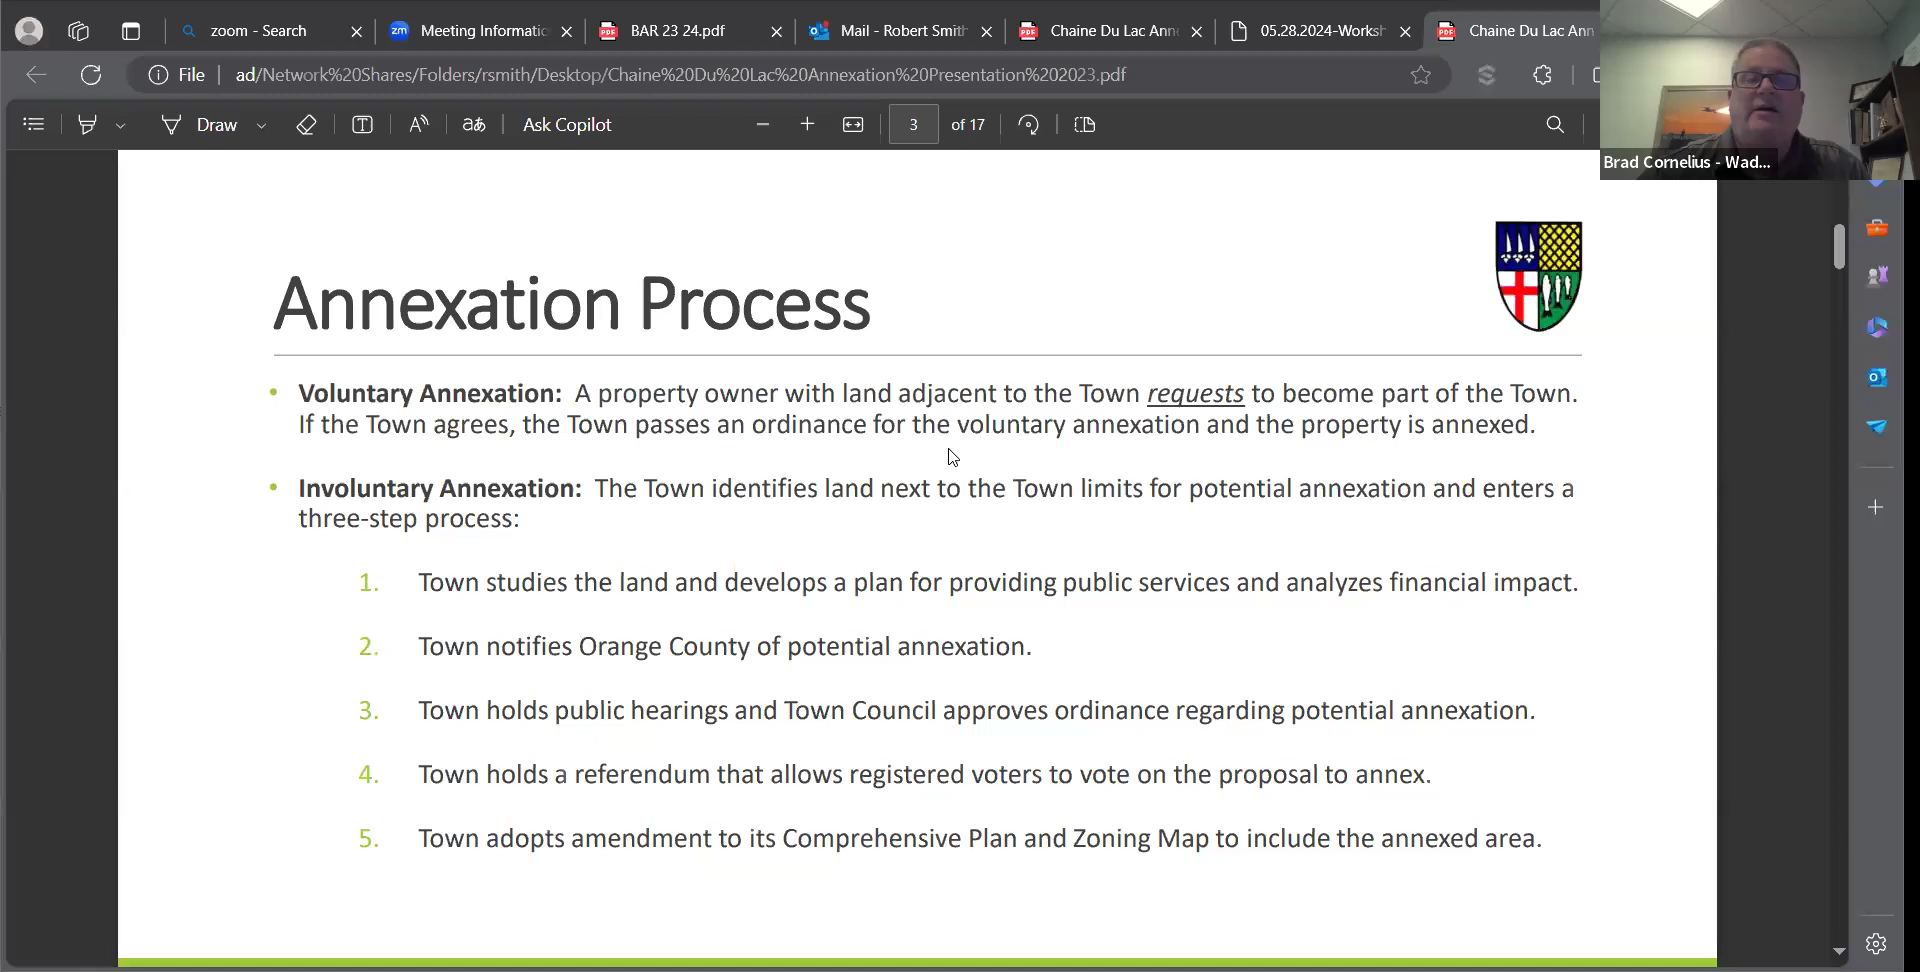 zoom - Search
Meeting Informatio
BAR 23 24.pdf
Mail - Robert Smith
Chaine Du Lac Ann
05.28.2024-Worksh
Chaine Du Lac Ann
File
ad/Network%20Shares/Folders/rsmith/Desktop/Chaine%20Du%20Lac%20Annexation%20Presentation%202023.pdf
Draw
Ask Copilot
3 of 17
Brad Cornelius - Wad...
Annexation Process
• Voluntary Annexation: A property owner with land adjacent to the Town requests to become part of the Town.
If the Town agrees, the Town passes an ordinance for the voluntary annexation and the property is annexed.
• Involuntary Annexation: The Town identifies land next to the Town limits for potential annexation and enters a
three-step process:
1. Town studies the land and develops a plan for providing public services and analyzes financial impact.
2. Town notifies Orange County of potential annexation.
3. Town holds public hearings and Town Council approves ordinance regarding potential annexation.
4. Town holds a referendum that allows registered voters to vote on the proposal to annex.
5. Town adopts amendment to its Comprehensive Plan and Zoning Map to include the annexed area.